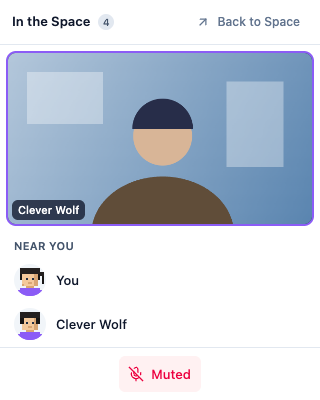 In the Space 4
Back to Space
Clever Wolf
NEAR YOU
You
Clever Wolf
Muted